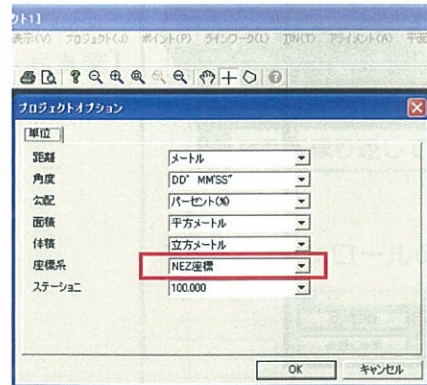 クト1]
表示(V) プロジェクト(J) ポイント(P) ラインワーク(L) TIN(T) アライメント(A) 平面
プロジェクトオプション
単位
距離 メートル
角度 DD° MM'SS"
勾配 パーセント(%)
面積 平方メートル
体積 立方メートル
座標系 NEZ座標
ステーショニ 100.000
OK キャンセル